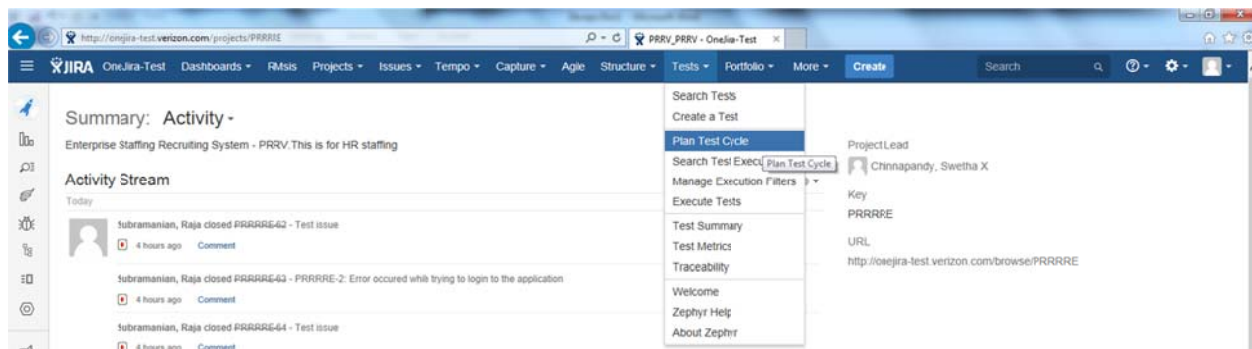 http://onejira-test.verizon.com/projects/PRRRRE
PRRV_PRRV - OneJira-Test
JIRA OneJira-Test Dashboards RMsis Projects Issues Tempo Capture Agile Structure Tests Portfolio More Create Search
Summary: Activity
Enterprise Staffing Recruiting System - PRRV.This is for HR staffing
Activity Stream
Today
Subramanian, Raja closed PRRRRE-62 - Test issue
4 hours ago Comment
Subramanian, Raja closed PRRRRE-63 - PRRRRE-2: Error occured while trying to login to the application
4 hours ago Comment
Subramanian, Raja closed PRRRRE-64 - Test issue
4 hours ago Comment
Search Tests
Create a Test
Plan Test Cycle
Search Test Execu
Plan Test Cycle
Manage Execution Filters
Execute Tests
Test Summary
Test Metrics
Traceability
Welcome
Zephyr Help
About Zephyr
Project Lead
Chinnapandy, Swetha X
Key
PRRRRE
URL
http://onejira-test.verizon.com/browse/PRRRRE